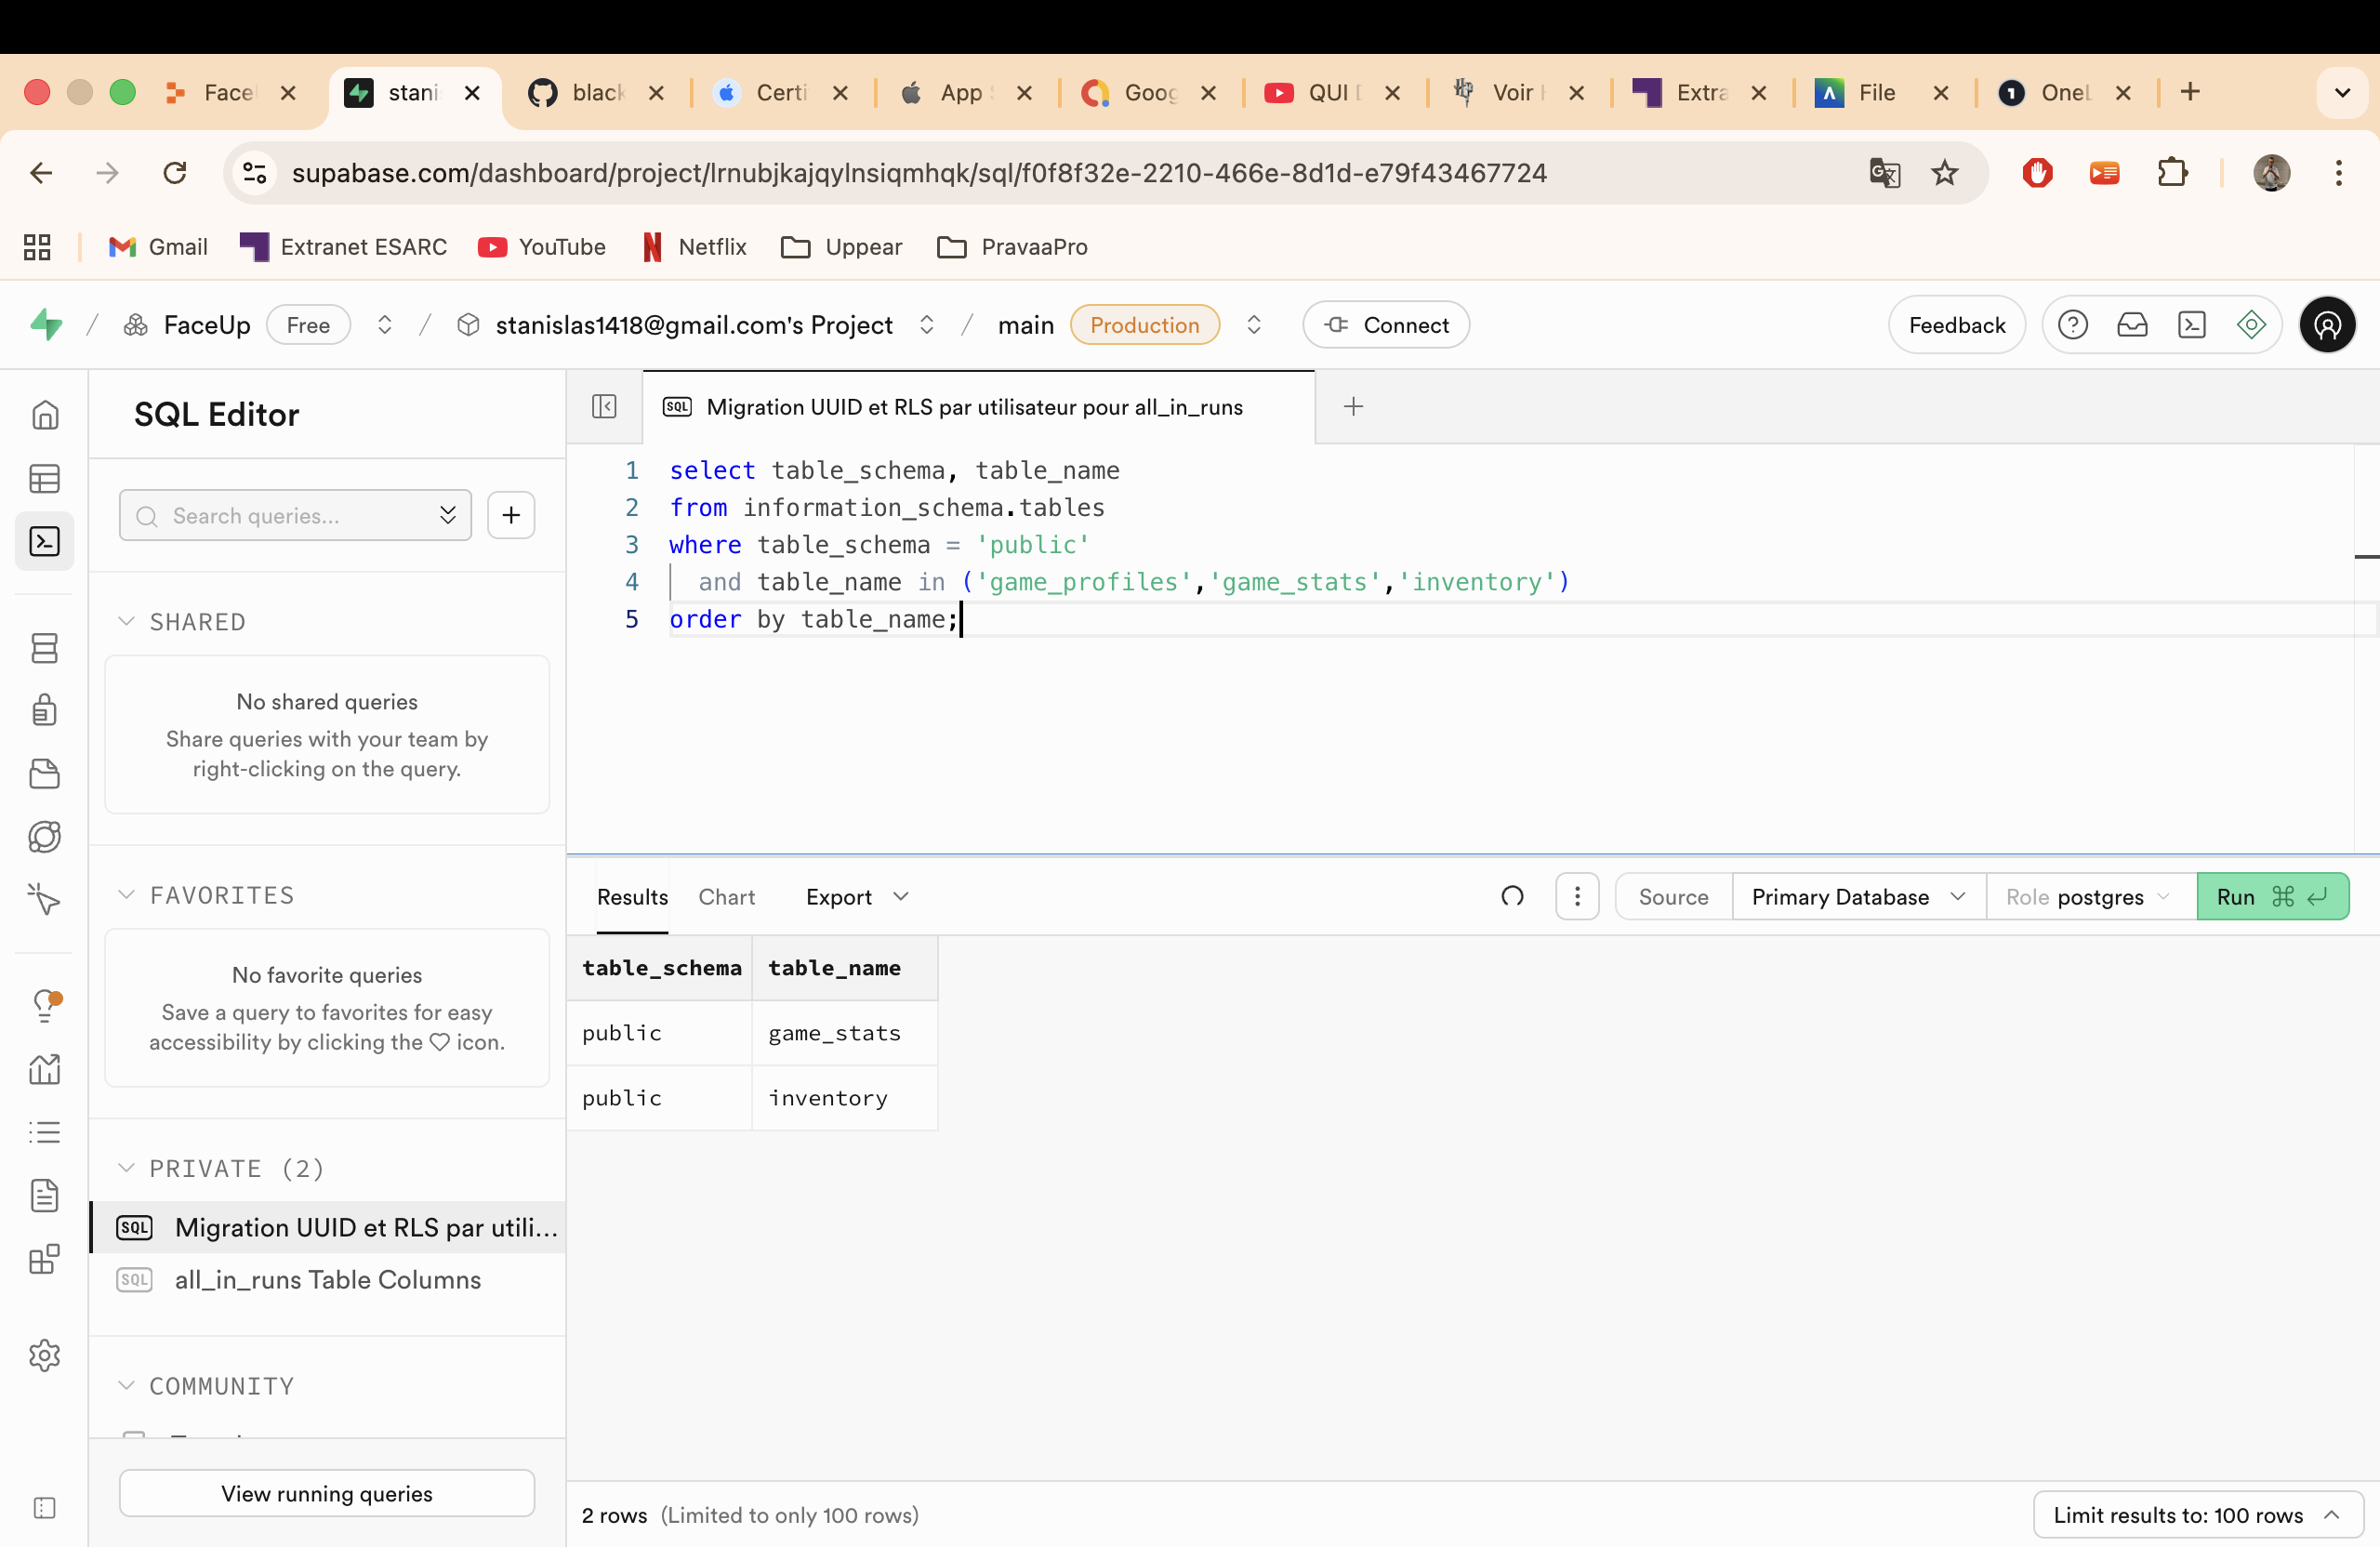 Face
stani
black
Certi
App
Goog
QUI
Voir
Extra
File
Onel
supabase.com/dashboard/project/lrnubjkajqylnsiqmhqk/sql/f0f8f32e-2210-466e-8d1d-e79f43467724
Gmail
Extranet ESARC
YouTube
Netflix
Uppear
PravaaPro
/ FaceUp Free / stanislas1418@gmail.com's Project / main Production Connect
Feedback
SQL Editor
Search queries...
SHARED
No shared queries
Share queries with your team by
right-clicking on the query.
FAVORITES
No favorite queries
Save a query to favorites for easy
accessibility by clicking the ♡ icon.
PRIVATE (2)
SQL Migration UUID et RLS par utili...
SQL all_in_runs Table Columns
COMMUNITY
View running queries
SQL Migration UUID et RLS par utilisateur pour all_in_runs
1 select table_schema, table_name
2 from information_schema.tables
3 where table_schema = 'public'
4 and table_name in ('game_profiles','game_stats','inventory')
5 order by table_name;
Results Chart Export
Source Primary Database Role postgres Run ⌘
table_schema table_name
public game_stats
public inventory
2 rows (Limited to only 100 rows)
Limit results to: 100 rows